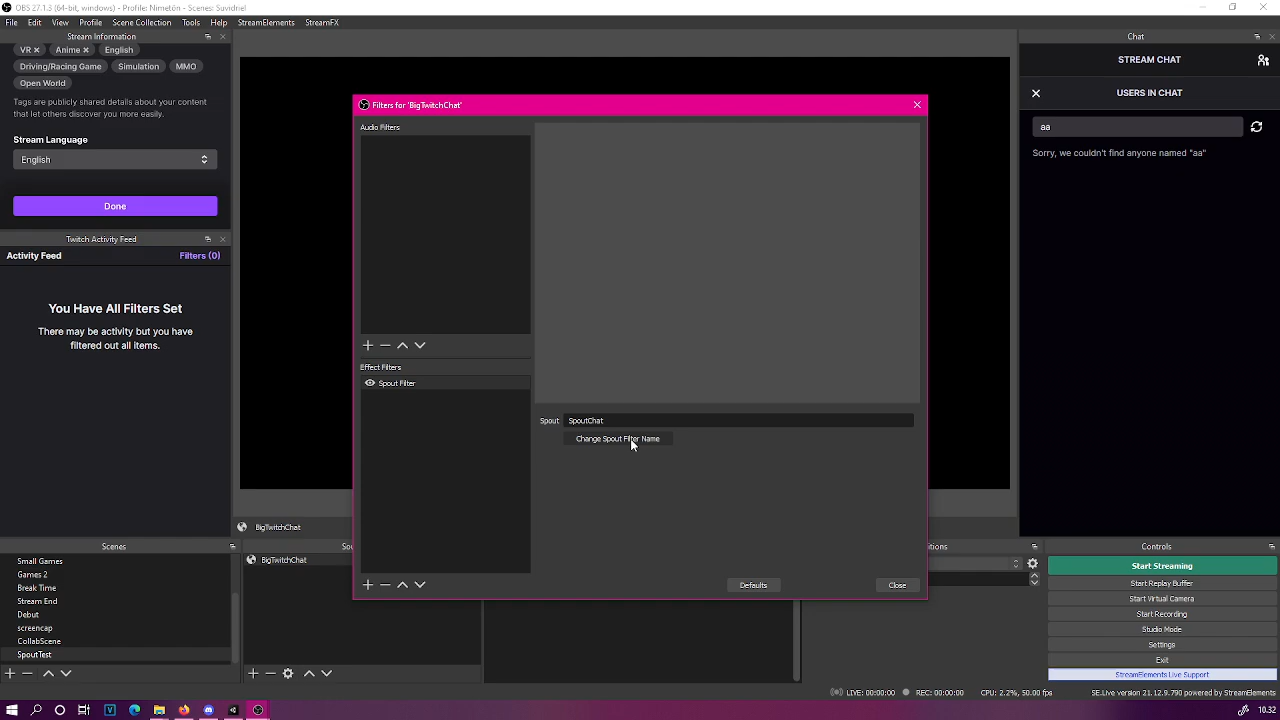 OBS 27.1.3 (64-bit, windows) - Profile: Nimetön - Scenes: Suvidriel
File Edit View Profile Scene Collection Tools Help StreamElements StreamFX
Stream Information
VR × Anime × English
Driving/Racing Game Simulation MMO
Open World
Tags are publicly shared details about your content that let others discover you more easily.
Stream Language
English
Done
Twitch Activity Feed
Activity Feed Filters (0)
You Have All Filters Set
There may be activity but you have
filtered out all items.
Filters for 'BigTwitchChat'
Audio Filters
Effect Filters
Spout Filter
Spout SpoutChat
Change Spout Filter Name
Defaults Close
Chat
STREAM CHAT
USERS IN CHAT
aa
Sorry, we couldn't find anyone named "aa"
BigTwitchChat
Scenes
Small Games
Games 2
Break Time
Stream End
Debut
screencap
CollabScene
SpoutTest
BigTwitchChat
Controls
Start Streaming
Start Replay Buffer
Start Virtual Camera
Start Recording
Studio Mode
Settings
Exit
StreamElements Live Support
LIVE: 00:00:00 REC: 00:00:00 CPU: 2.2%, 50.00 fps SE.Live version 21.12.9.790 powered by StreamElements
10.32